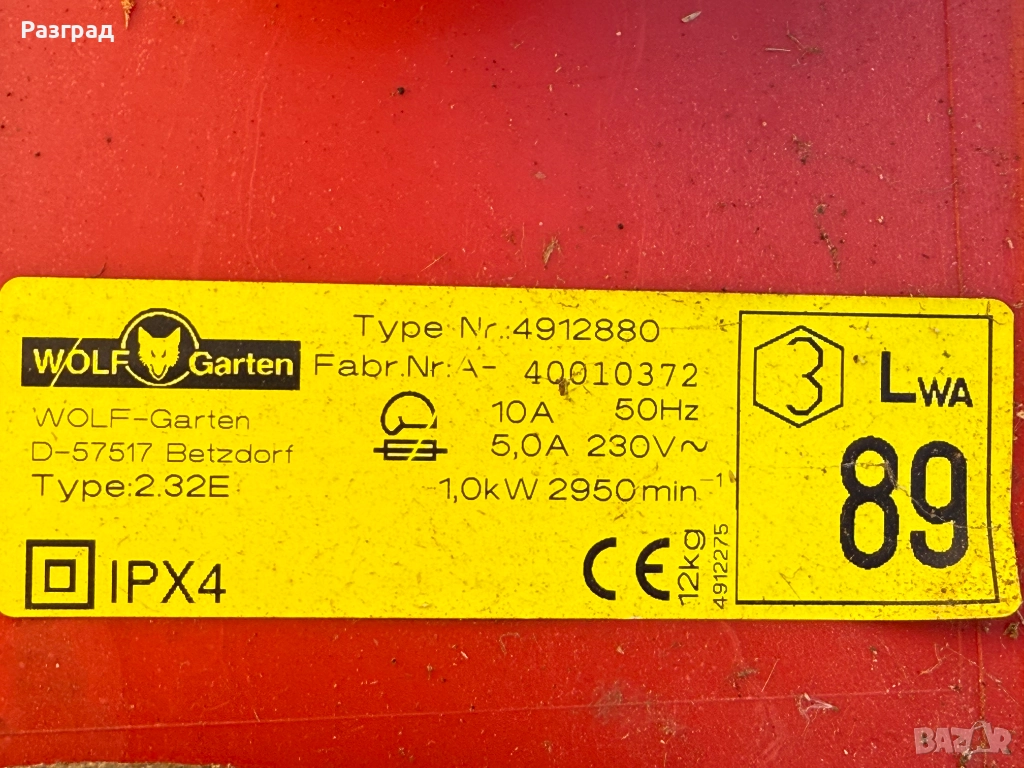 Разград
WOLF Garten
WOLF-Garten
D-57517 Betzdorf
Type:2.32E
IPX4
Type Nr.:4912880
Fabr.Nr.:A- 40010372
10A 50Hz
5,0A 230V~
1,0kW 2950min⁻¹
CE
12kg
4912275
3
LWA
89
BAZAR